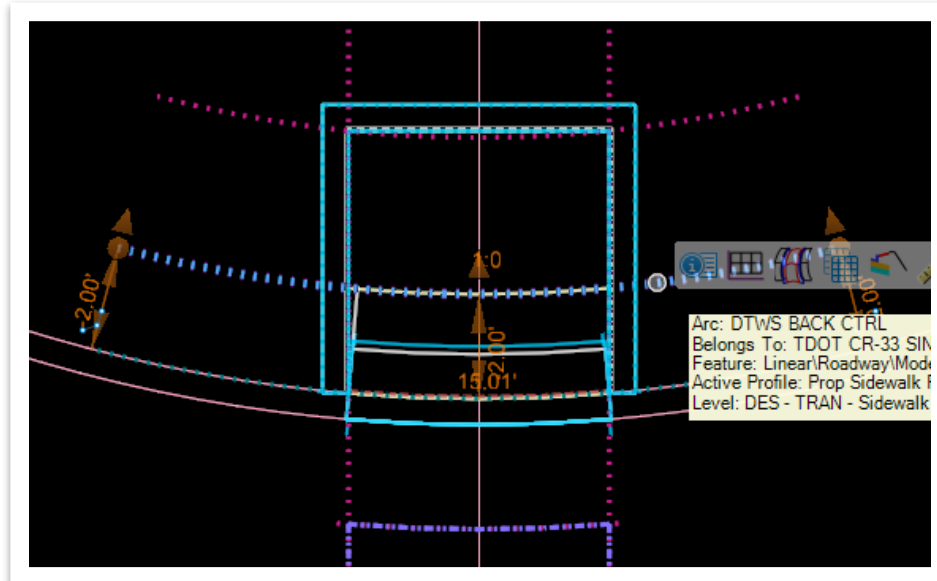 1:0
-2.00'
2.00'
15.01'
Arc: DTWS BACK CTRL
Belongs To: TDOT CR-33 SIN
Feature: Linear\Roadway\Mode
Active Profile: Prop Sidewalk
Level: DES - TRAN - Sidewalk